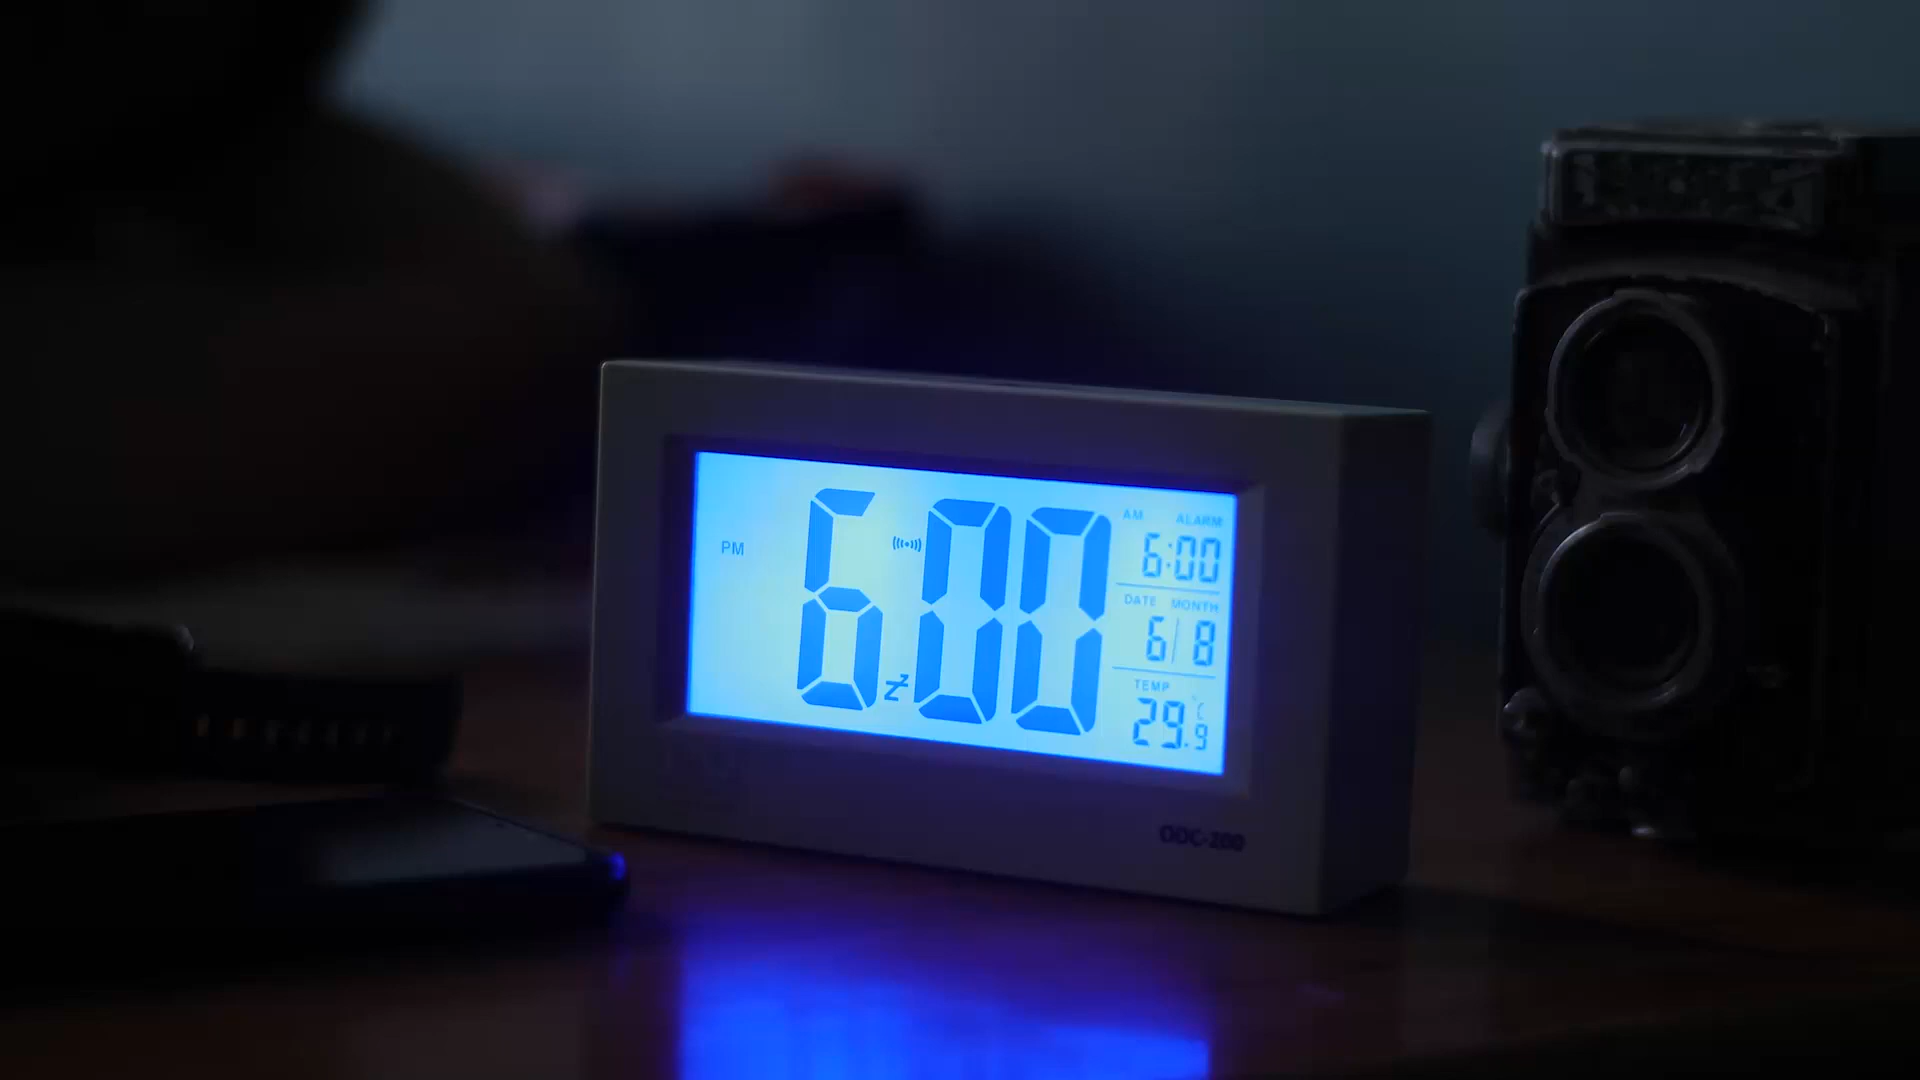 PM 6:00
AM ALARM
6:00
DATE MONTH
6/8
TEMP
29.9 °C